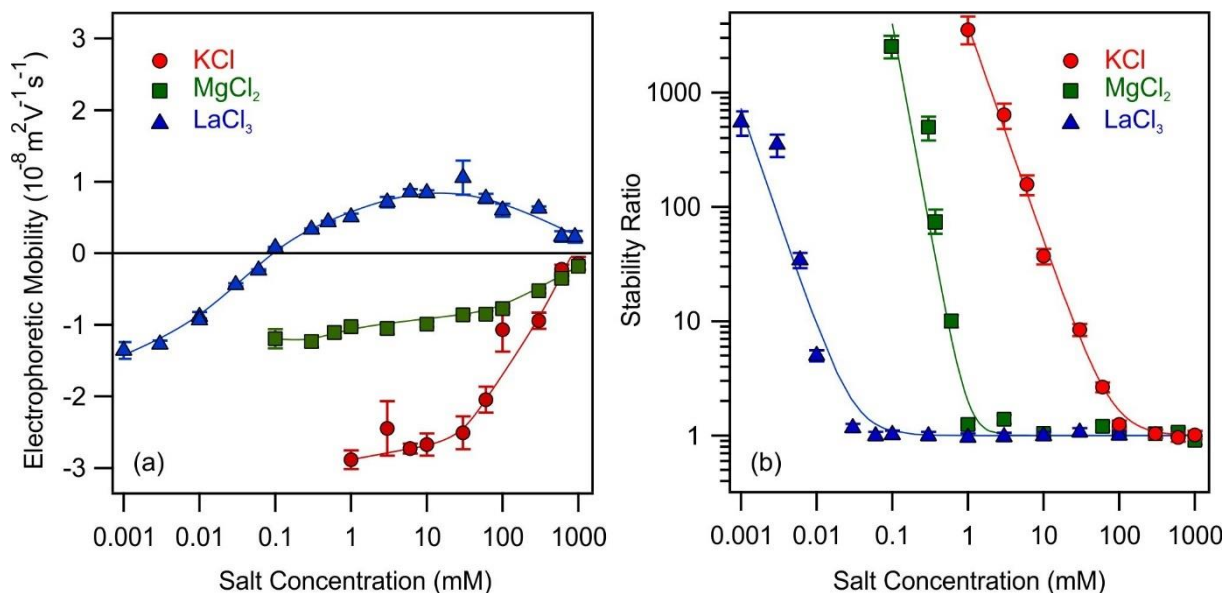 Electrophoretic Mobility (10⁻⁸m²V⁻¹s⁻¹)
3
2
1
0
-1
-2
-3
KCl
MgCl₂
LaCl₃
(a)
0.001 0.01 0.1 1 10 100 1000
Salt Concentration (mM)
Stability Ratio
1000
100
10
1
KCl
MgCl₂
LaCl₃
(b)
0.001 0.01 0.1 1 10 100 1000
Salt Concentration (mM)